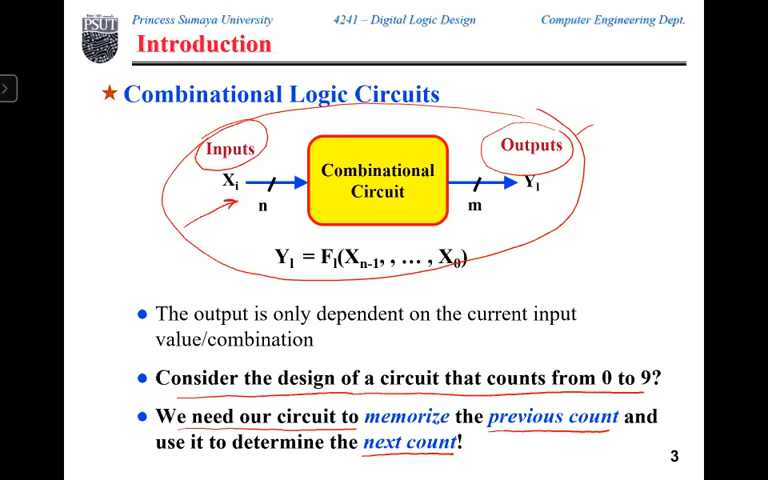 Princess Sumaya University 4241 – Digital Logic Design Computer Engineering Dept.
PSUT
Introduction
★ Combinational Logic Circuits
Inputs
Outputs
Combinational
Circuit
Xi
Yl
n
m
Yl = Fl(Xn-1, , … , X0)
• The output is only dependent on the current input
value/combination
• Consider the design of a circuit that counts from 0 to 9?
• We need our circuit to memorize the previous count and
use it to determine the next count!
3